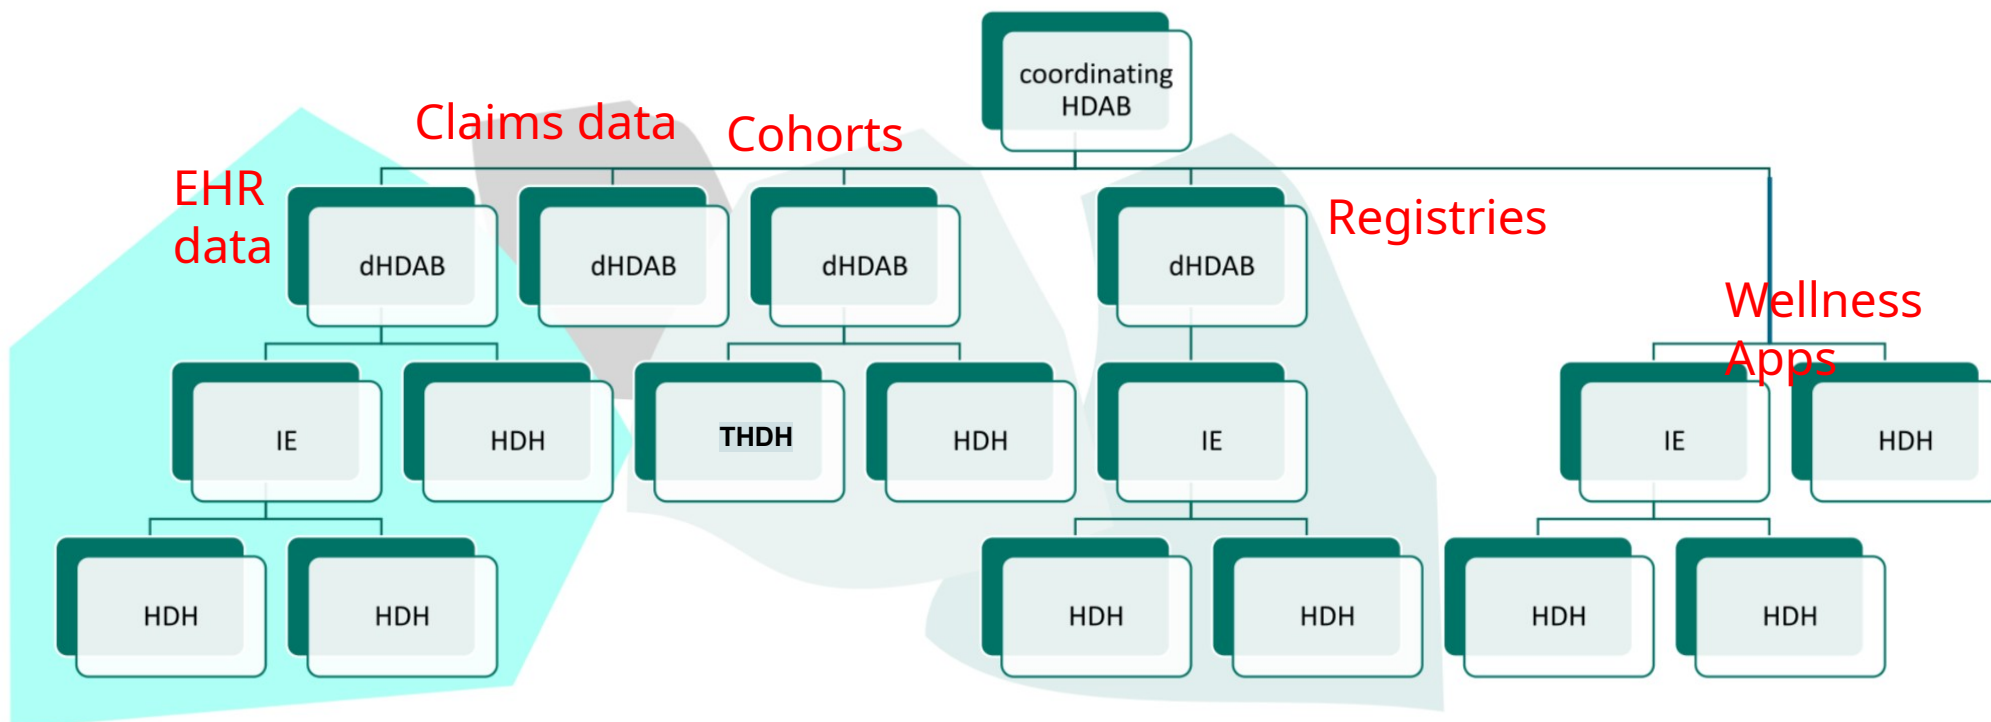 coordinating
HDAB
Claims data
Cohorts
EHR
data
Registries
dHDAB
dHDAB
dHDAB
dHDAB
Wellness
Apps
IE
HDH
THDH
HDH
IE
IE
HDH
HDH
HDH
HDH
HDH
HDH
HDH